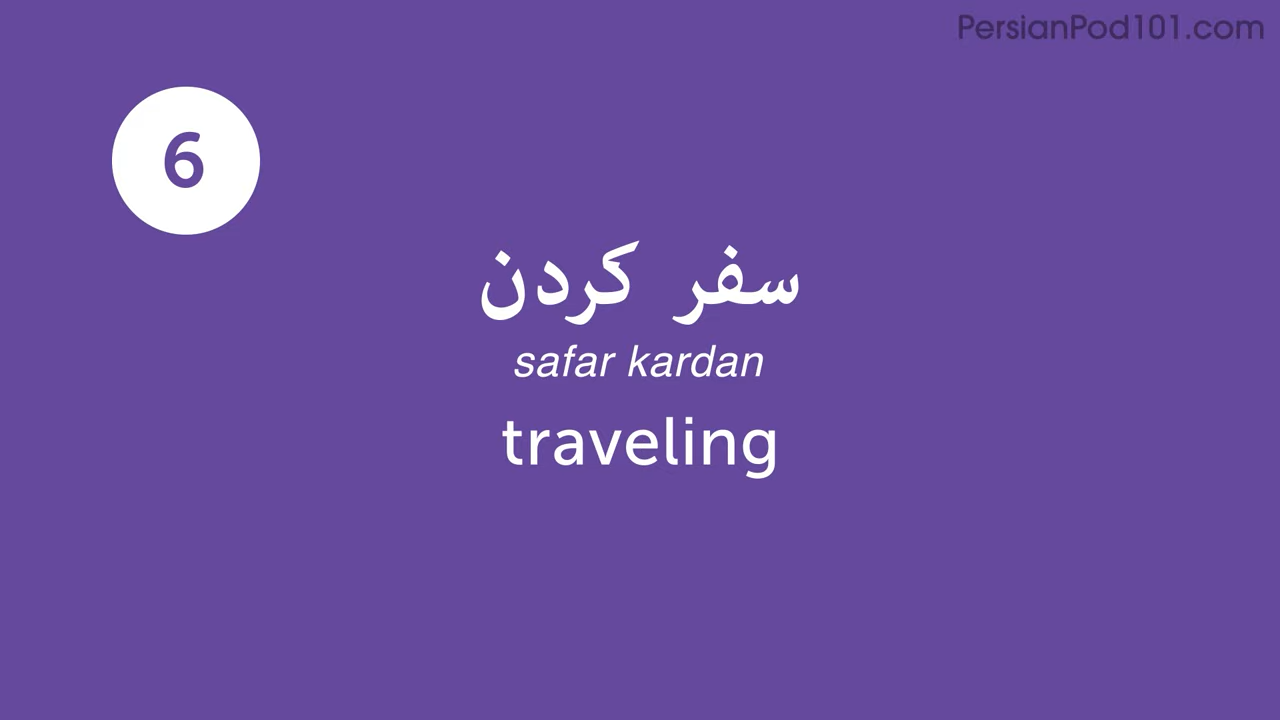 PersianPod101.com
6
سفر کردن
safar kardan
traveling